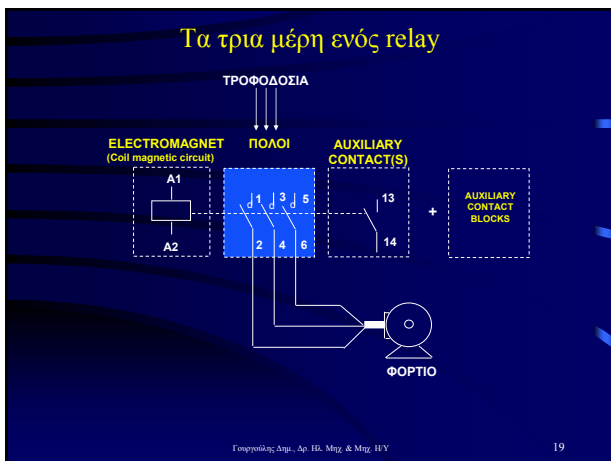 Τα τρια μέρη ενός relay
ΤΡΟΦΟΔΟΣΙΑ
ELECTROMAGNET
(Coil magnetic circuit)
ΠΟΛΟΙ
AUXILIARY
CONTACT(S)
A1
A2
1 3 5
2 4 6
13
14
+
AUXILIARY
CONTACT
BLOCKS
ΦΟΡΤΙΟ
Γουργούλης Δημ., Δρ. Ηλ. Μηχ. & Μηχ. Η/Υ
19